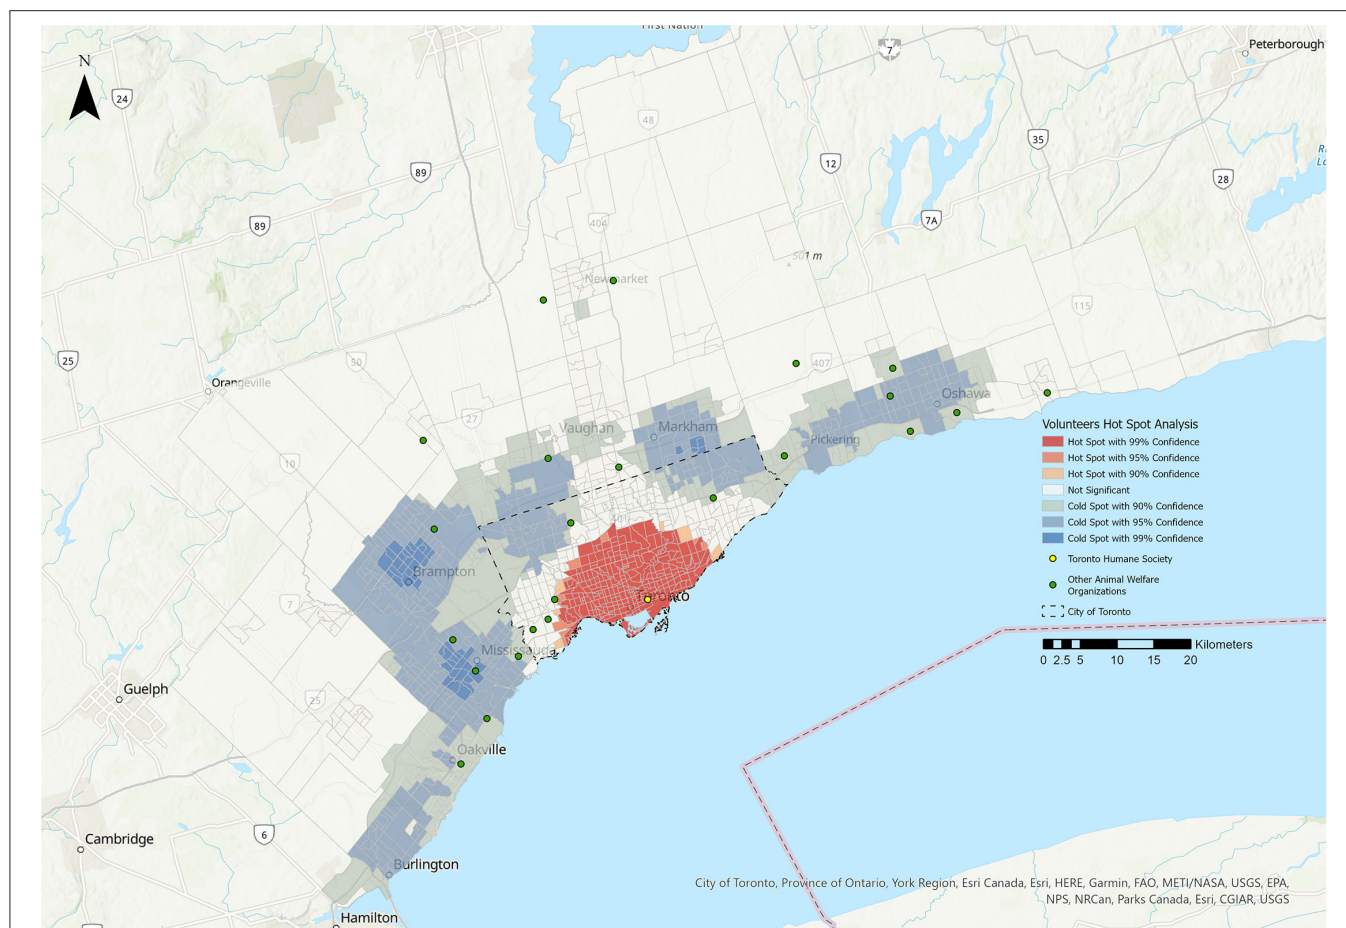 First Nation
N
7
Peterborough
24
48
35
12
89
28
404
7A
89
501 m
Newmarket
115
25
50
407
Orangeville
Oshawa
27
Vaughan
Markham
Pickering
10
401
Brampton
7
Toronto
Mississauga
Guelph
25
Oakville
6
Cambridge
Burlington
Hamilton
Volunteers Hot Spot Analysis
Hot Spot with 99% Confidence
Hot Spot with 95% Confidence
Hot Spot with 90% Confidence
Not Significant
Cold Spot with 90% Confidence
Cold Spot with 95% Confidence
Cold Spot with 99% Confidence
Toronto Humane Society
Other Animal Welfare
Organizations
City of Toronto
Kilometers
0 2.5 5 10 15 20
City of Toronto, Province of Ontario, York Region, Esri Canada, Esri, HERE, Garmin, FAO, METI/NASA, USGS, EPA,
NPS, NRCan, Parks Canada, Esri, CGIAR, USGS